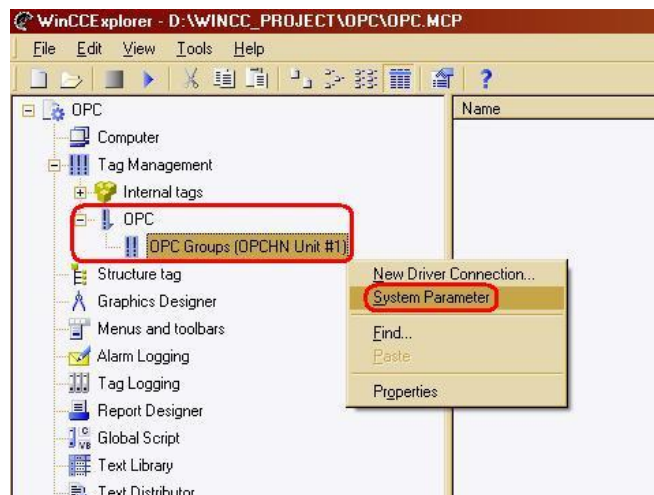 WinCCExplorer - D:\WINCC_PROJECT\OPC\OPC.MCP
File Edit View Tools Help
OPC
Name
Computer
Tag Management
Internal tags
OPC
OPC Groups (OPCHN Unit #1)
Structure tag
New Driver Connection...
Graphics Designer
System Parameter
Menus and toolbars
Find...
Alarm Logging
Paste
Tag Logging
Properties
Report Designer
Global Script
Text Library
Text Distributor